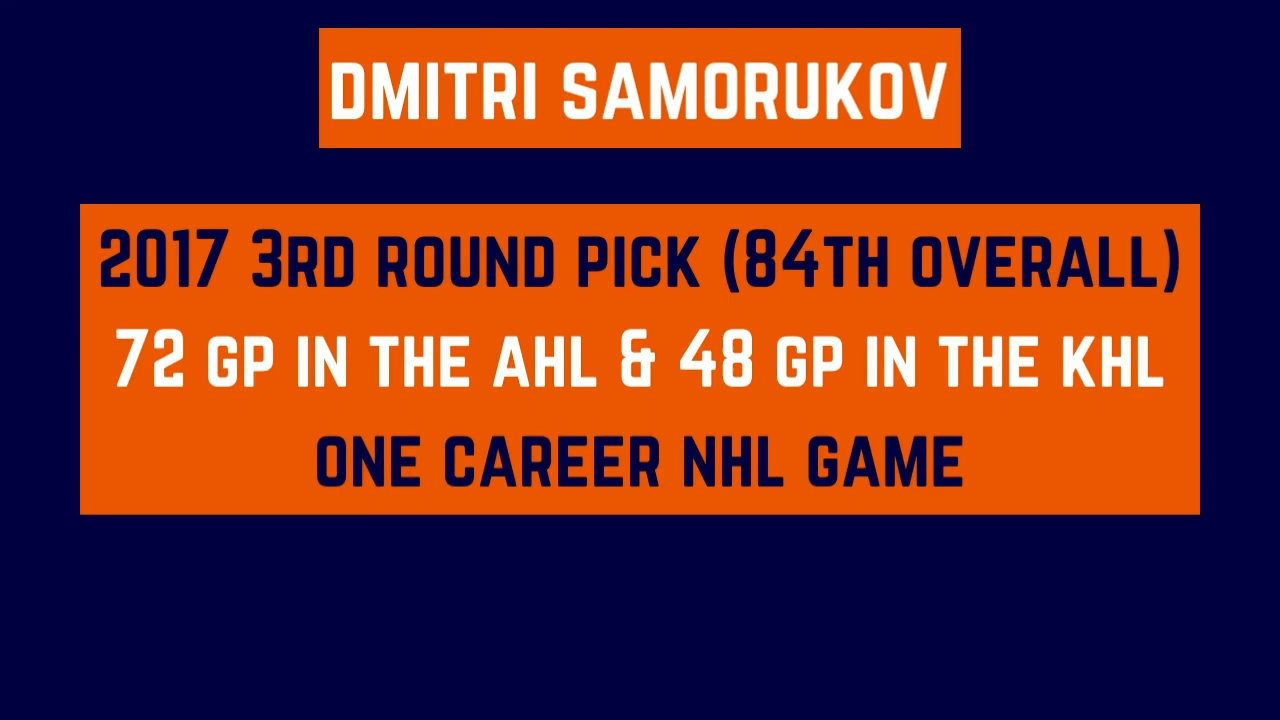 DMITRI SAMORUKOV
2017 3RD ROUND PICK (84TH OVERALL)
72 GP IN THE AHL & 48 GP IN THE KHL
ONE CAREER NHL GAME